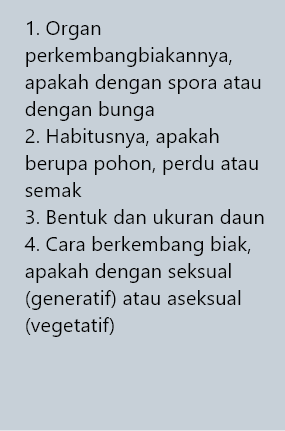 1. Organ
perkembangbiakannya,
apakah dengan spora atau
dengan bunga
2. Habitusnya, apakah
berupa pohon, perdu atau
semak
3. Bentuk dan ukuran daun
4. Cara berkembang biak,
apakah dengan seksual
(generatif) atau aseksual
(vegetatif)